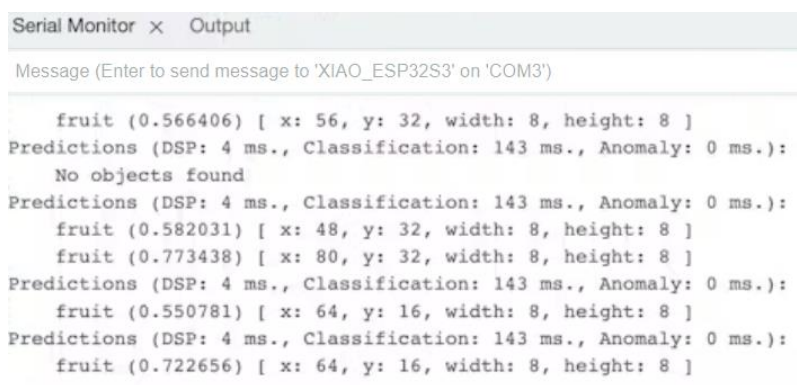 Serial Monitor × Output
Message (Enter to send message to 'XIAO_ESP32S3' on 'COM3')
fruit (0.566406) [ x: 56, y: 32, width: 8, height: 8 ]
Predictions (DSP: 4 ms., Classification: 143 ms., Anomaly: 0 ms.):
No objects found
Predictions (DSP: 4 ms., Classification: 143 ms., Anomaly: 0 ms.):
fruit (0.582031) [ x: 48, y: 32, width: 8, height: 8 ]
fruit (0.773438) [ x: 80, y: 32, width: 8, height: 8 ]
Predictions (DSP: 4 ms., Classification: 143 ms., Anomaly: 0 ms.):
fruit (0.550781) [ x: 64, y: 16, width: 8, height: 8 ]
Predictions (DSP: 4 ms., Classification: 143 ms., Anomaly: 0 ms.):
fruit (0.722656) [ x: 64, y: 16, width: 8, height: 8 ]